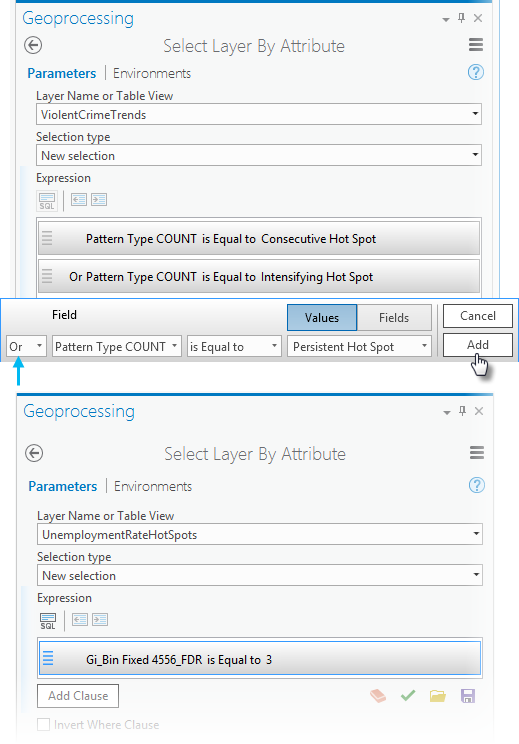 Geoprocessing
Select Layer By Attribute
Parameters | Environments
Layer Name or Table View
ViolentCrimeTrends
Selection type
New selection
Expression
SQL
Pattern Type COUNT is Equal to Consecutive Hot Spot
Or Pattern Type COUNT is Equal to Intensifying Hot Spot
Field Values Fields Cancel
Or Pattern Type COUNT is Equal to Persistent Hot Spot Add
Geoprocessing
Select Layer By Attribute
Parameters | Environments
Layer Name or Table View
UnemploymentRateHotSpots
Selection type
New selection
Expression
SQL
Gi_Bin Fixed 4556_FDR is Equal to 3
Add Clause
Invert Where Clause